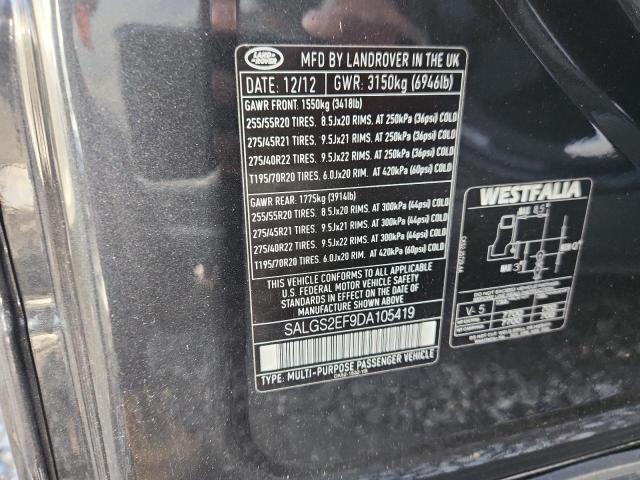 LAND ROVER
MFD BY LANDROVER IN THE UK
DATE: 12/12 GWR: 3150kg (6946lb)
GAWR FRONT: 1550kg (3418lb)
255/55R20 TIRES. 8.5Jx20 RIMS. AT 250kPa (36psi) COLD
275/45R21 TIRES. 9.5Jx21 RIMS. AT 250kPa (36psi) COLD
275/40R22 TIRES. 9.5Jx22 RIMS. AT 250kPa (36psi) COLD
T195/70R20 TIRES. 6.0Jx20 RIM. AT 420kPa (60psi) COLD
GAWR REAR: 1775kg (3914lb)
255/55R20 TIRES. 8.5Jx20 RIMS. AT 300kPa (44psi) COLD
275/45R21 TIRES. 9.5Jx21 RIMS. AT 300kPa (44psi) COLD
275/40R22 TIRES. 9.5Jx22 RIMS. AT 300kPa (44psi) COLD
T195/70R20 TIRES. 6.0Jx20 RIM. AT 420kPa (60psi) COLD
THIS VEHICLE CONFORMS TO ALL APPLICABLE
U.S. FEDERAL MOTOR VEHICLE SAFETY
STANDARDS IN EFFECT ON THE DATE OF
MANUFACTURE SHOWN ABOVE
SALGS2EF9DA105419
TYPE: MULTI-PURPOSE PASSENGER VEHICLE
WESTFALIA
V-5